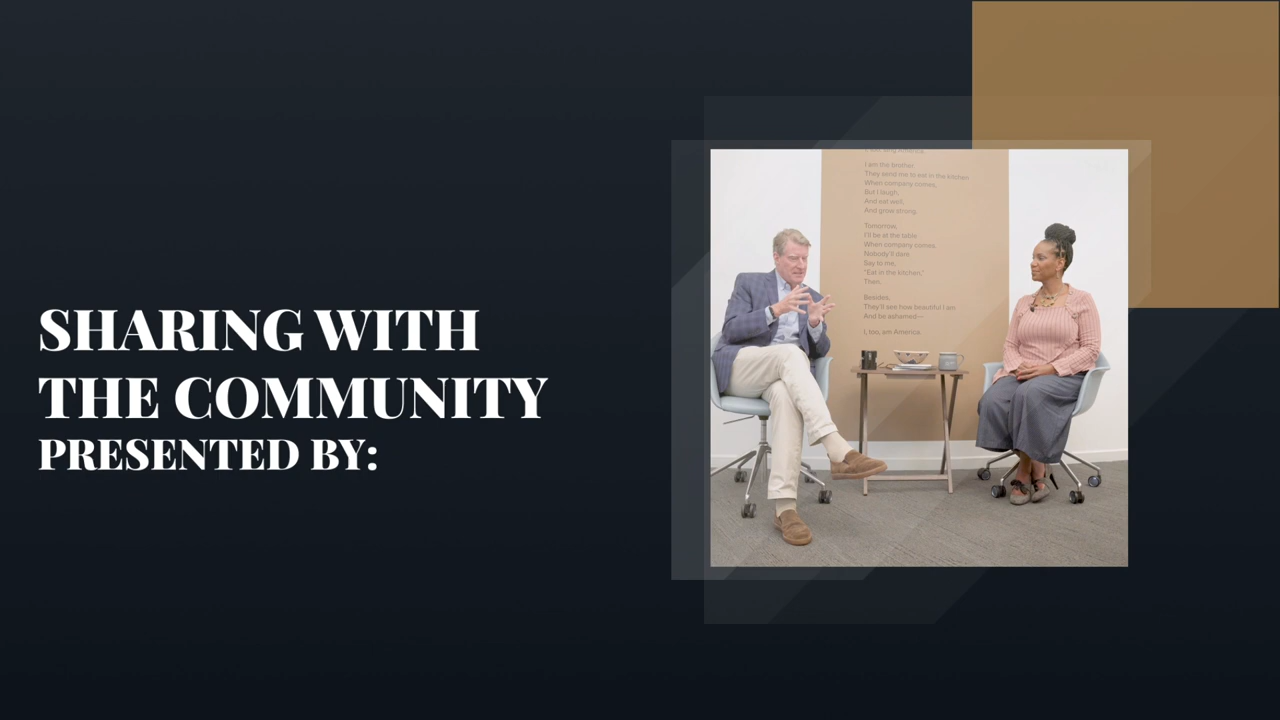 SHARING WITH
THE COMMUNITY
PRESENTED BY:
I am the brother.
They send me to eat in the kitchen
When company comes,
But I laugh,
And eat well,
And grow strong.
Tomorrow,
I'll be at the table
When company comes.
Nobody'll dare
Say to me,
"Eat in the kitchen,"
Then.
Besides,
They'll see how beautiful I am
And be ashamed—
I, too, am America.